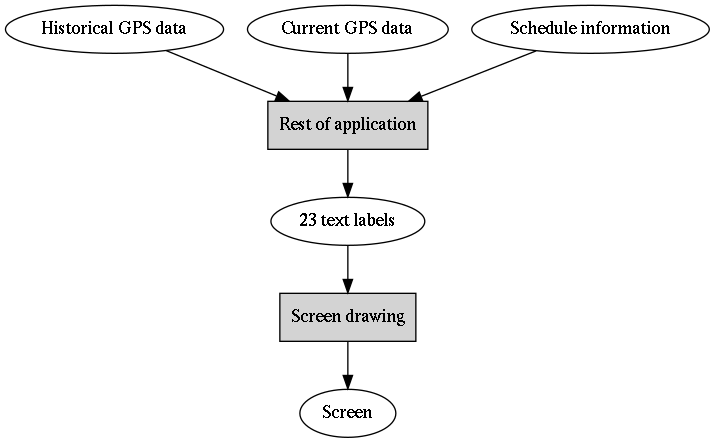 Historical GPS data
Current GPS data
Schedule information
Rest of application
23 text labels
Screen drawing
Screen